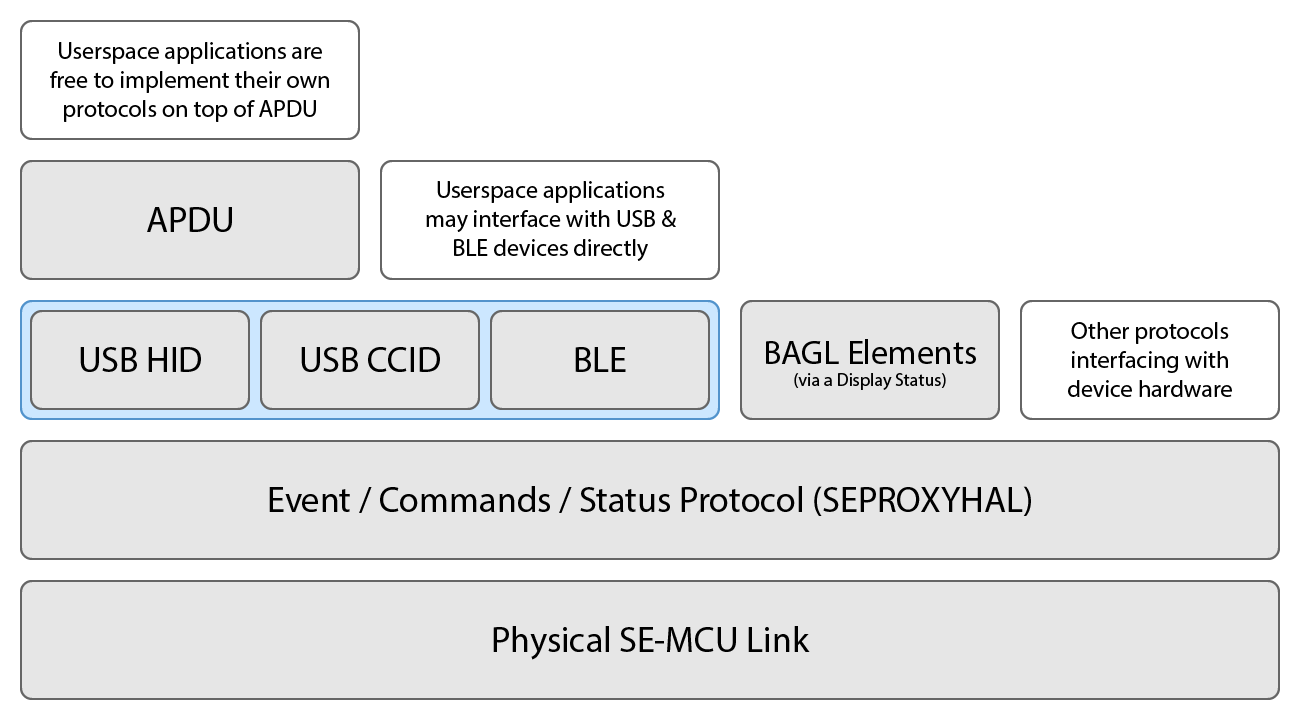 Userspace applications are
free to implement their own
protocols on top of APDU
APDU
Userspace applications
may interface with USB &
BLE devices directly
USB HID
USB CCID
BLE
BAGL Elements
(via a Display Status)
Other protocols
interfacing with
device hardware
Event / Commands / Status Protocol (SEPROXYHAL)
Physical SE-MCU Link